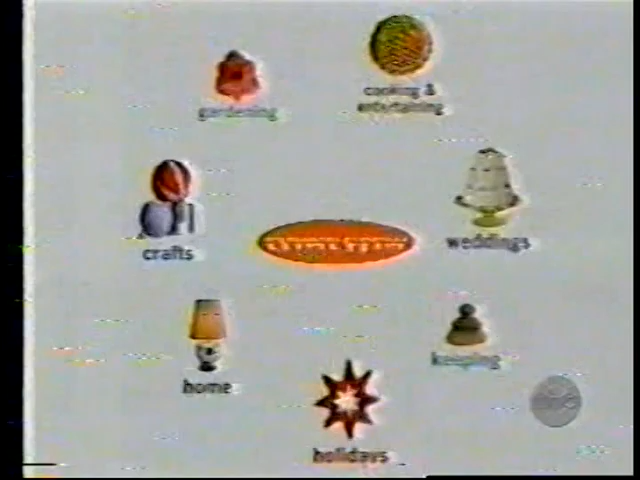 cooking &
gardening
entertaining
crafts
weddings
keeping
home
holidays